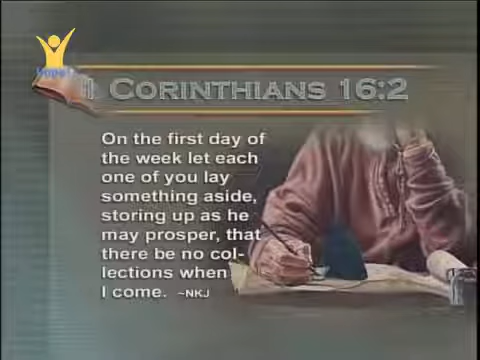 hope
1 CORINTHIANS 16:2
On the first day of
the week let each
one of you lay
something aside,
storing up as he
may prosper, that
there be no col-
lections when
I come. ~NKJ